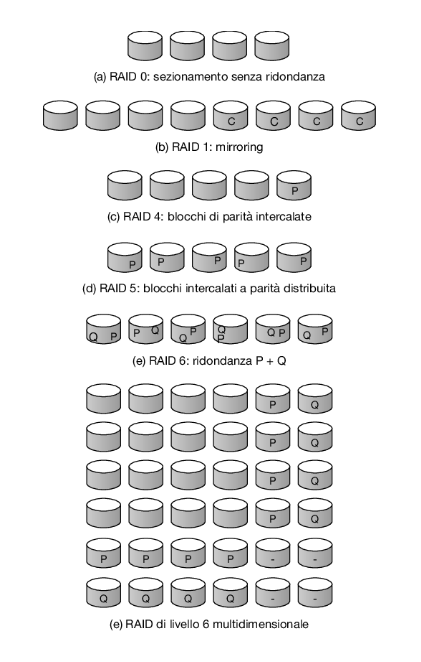 (a) RAID 0: sezionamento senza ridondanza
C C C C
(b) RAID 1: mirroring
P
(c) RAID 4: blocchi di parità intercalate
P P P P P
(d) RAID 5: blocchi intercalati a parità distribuita
Q P P Q Q P Q P Q P Q P
(e) RAID 6: ridondanza P + Q
P Q
P Q
P Q
P Q
P P P P - -
Q Q Q Q - -
(e) RAID di livello 6 multidimensionale